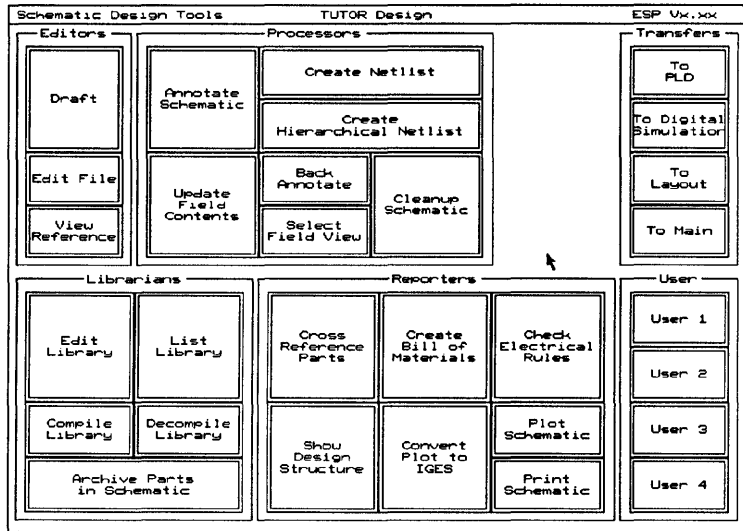 Schematic Design Tools TUTOR Design ESP Vx.xx
Editors
Draft
Edit File
View
Reference
Processors
Annotate
Schematic
Create Netlist
Create
Hierarchical Netlist
Update
Field
Contents
Back
Annotate
Select
Field View
Cleanup
Schematic
Transfers
To
PLD
To Digital
Simulation
To
Layout
To Main
Librarians
Edit
Library
List
Library
Compile
Library
Decompile
Library
Archive Parts
in Schematic
Reporters
Cross
Reference
Parts
Create
Bill of
Materials
Check
Electrical
Rules
Show
Design
Structure
Convert
Plot to
IGES
Plot
Schematic
Print
Schematic
User
User 1
User 2
User 3
User 4